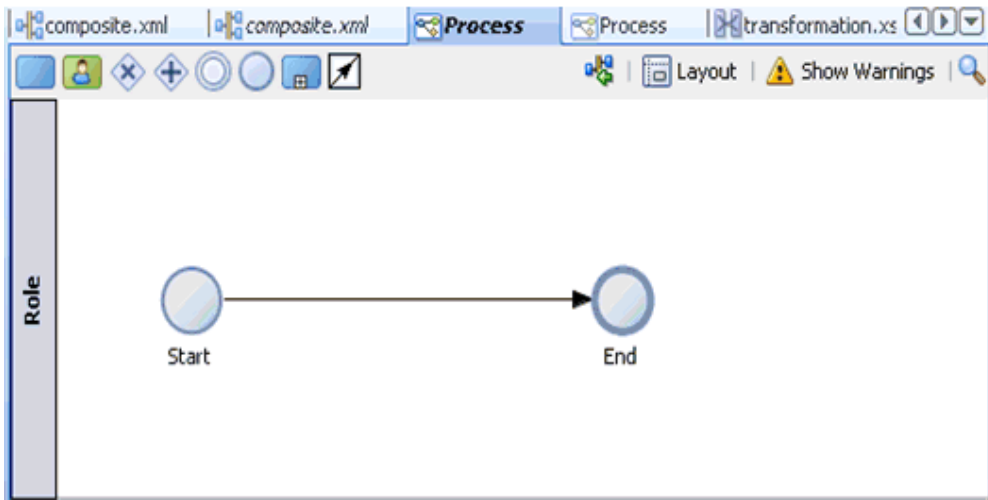 composite.xml composite.xml Process Process transformation.xs
Layout Show Warnings
Role
Start
End